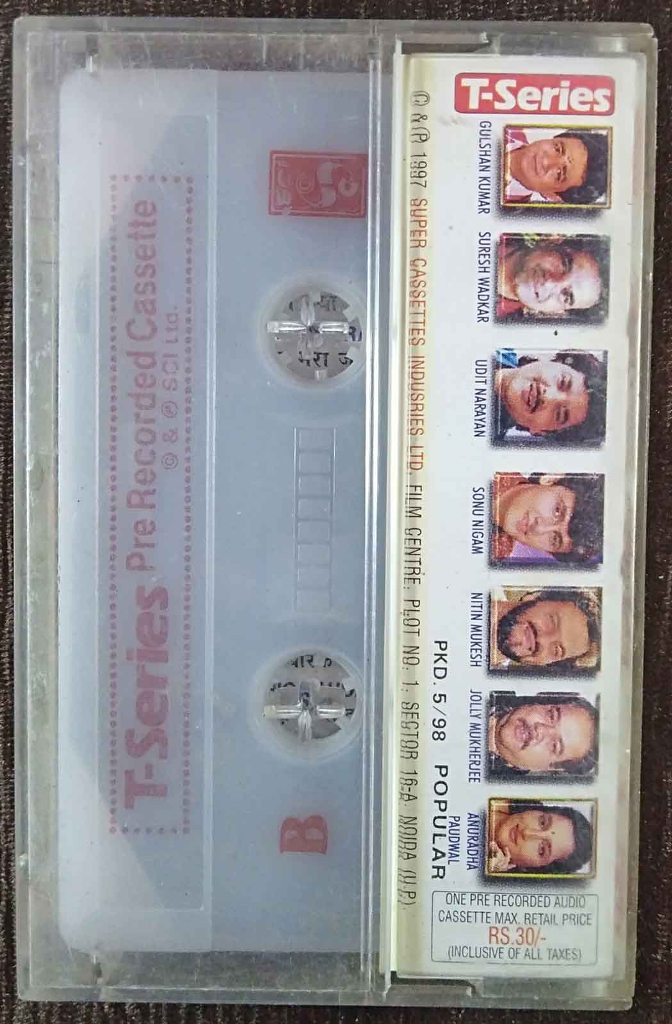 T-Series
GULSHAN KUMAR
SURESH WADKAR
UDIT NARAYAN
SONU NIGAM
NITIN MUKESH
JOLLY MUKHERJEE
ANURADHA
PAUDWAL
ONE PRE RECORDED AUDIO
CASSETTE MAX. RETAIL PRICE
RS.30/-
(INCLUSIVE OF ALL TAXES)
PKD. 5/98 POPULAR
© & ℗ 1997 SUPER CASSETTES INDUSRIES LTD. FILM CENTRE, PLOT NO. 1, SECTOR 16-A, NOIDA (U.P).
B
T-Series Pre Recorded Cassette
© & ℗ SCI Ltd.